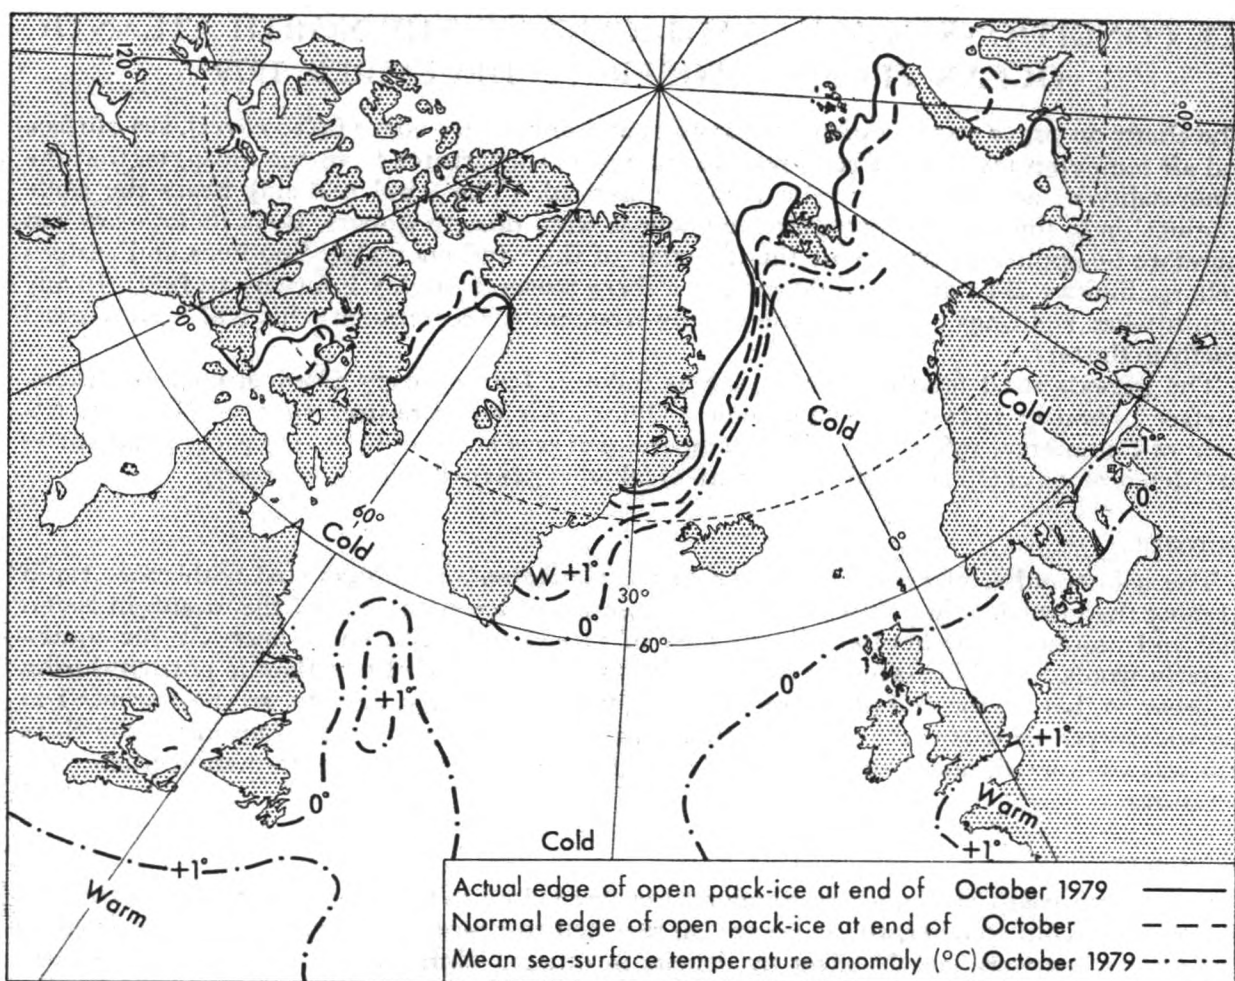 120°
60°
90°
30°
Cold
Cold
-1°
0°
60°
Cold
0°
W +1°
30°
0°
60°
0°
+1°
+1°
0°
Warm
Cold
+1°
+1°
Warm
Actual edge of open pack-ice at end of October 1979
Normal edge of open pack-ice at end of October
Mean sea-surface temperature anomaly (°C) October 1979